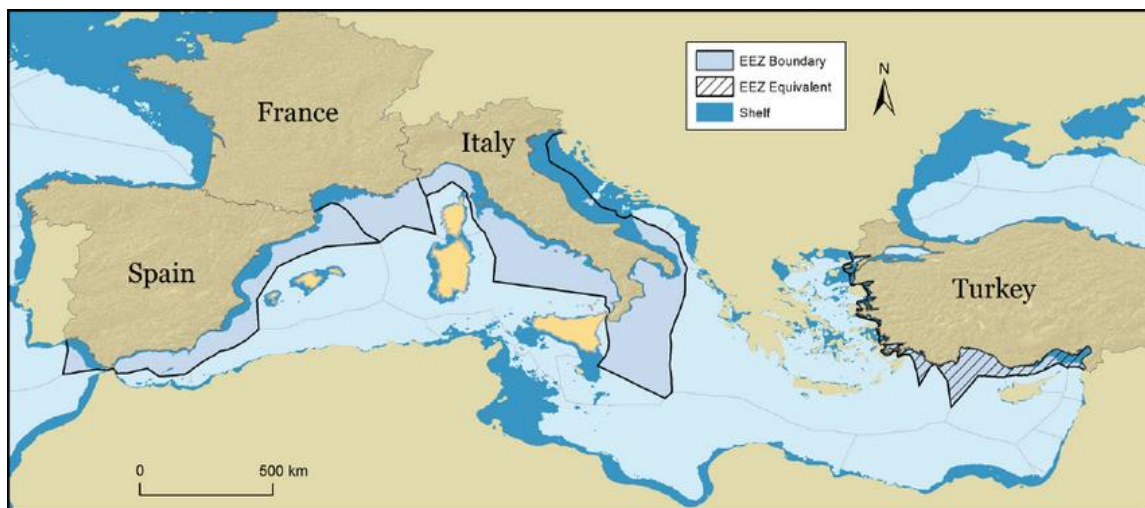 EEZ Boundary
EEZ Equivalent
Shelf
N
France
Italy
Spain
Turkey
0 500 km